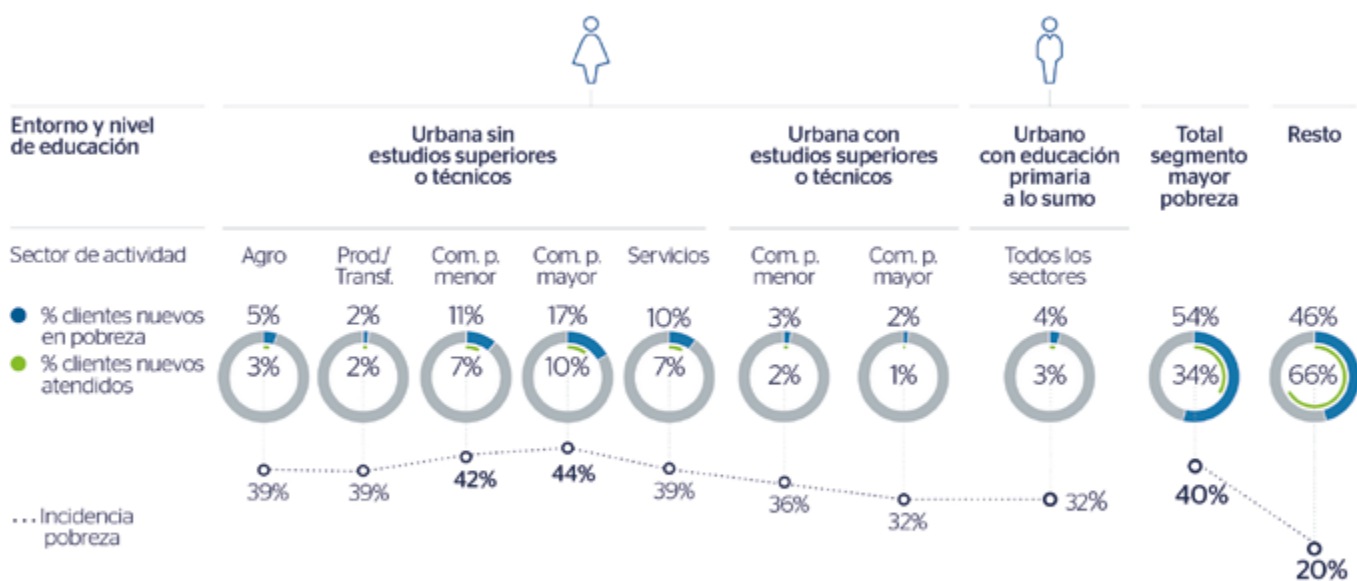 Entorno y nivel
de educación
Urbana sin
estudios superiores
o técnicos
Urbana con
estudios superiores
o técnicos
Urbano
con educación
primaria
a lo sumo
Total
segmento
mayor
pobreza
Resto
Sector de actividad
Agro
Prod./
Transf.
Com. p.
menor
Com. p.
mayor
Servicios
Com. p.
menor
Com. p.
mayor
Todos los
sectores
% clientes nuevos
en pobreza
5%
2%
11%
17%
10%
3%
2%
4%
54%
46%
% clientes nuevos
atendidos
3%
2%
7%
10%
7%
2%
1%
3%
34%
66%
...Incidencia
pobreza
39%
39%
42%
44%
39%
36%
32%
32%
40%
20%